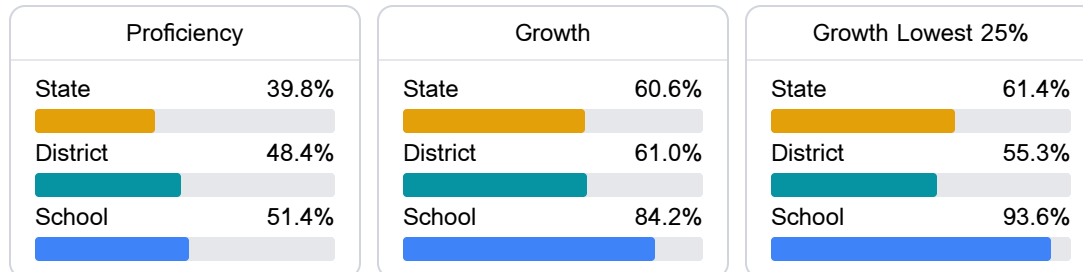 Proficiency
State 39.8%
District 48.4%
School 51.4%
Growth
State 60.6%
District 61.0%
School 84.2%
Growth Lowest 25%
State 61.4%
District 55.3%
School 93.6%